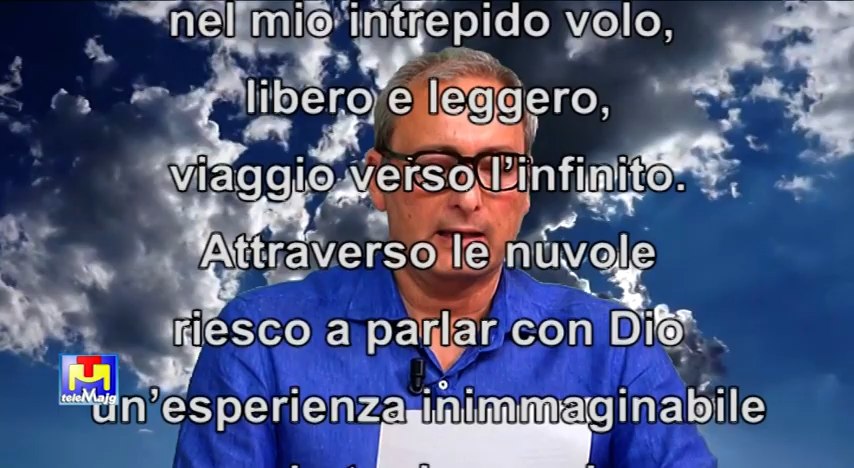 nel mio intrepido volo,
libero e leggero,
viaggio verso l’infinito.
Attraverso le nuvole
riesco a parlar con Dio
un’esperienza inimmaginabile
teleMajg